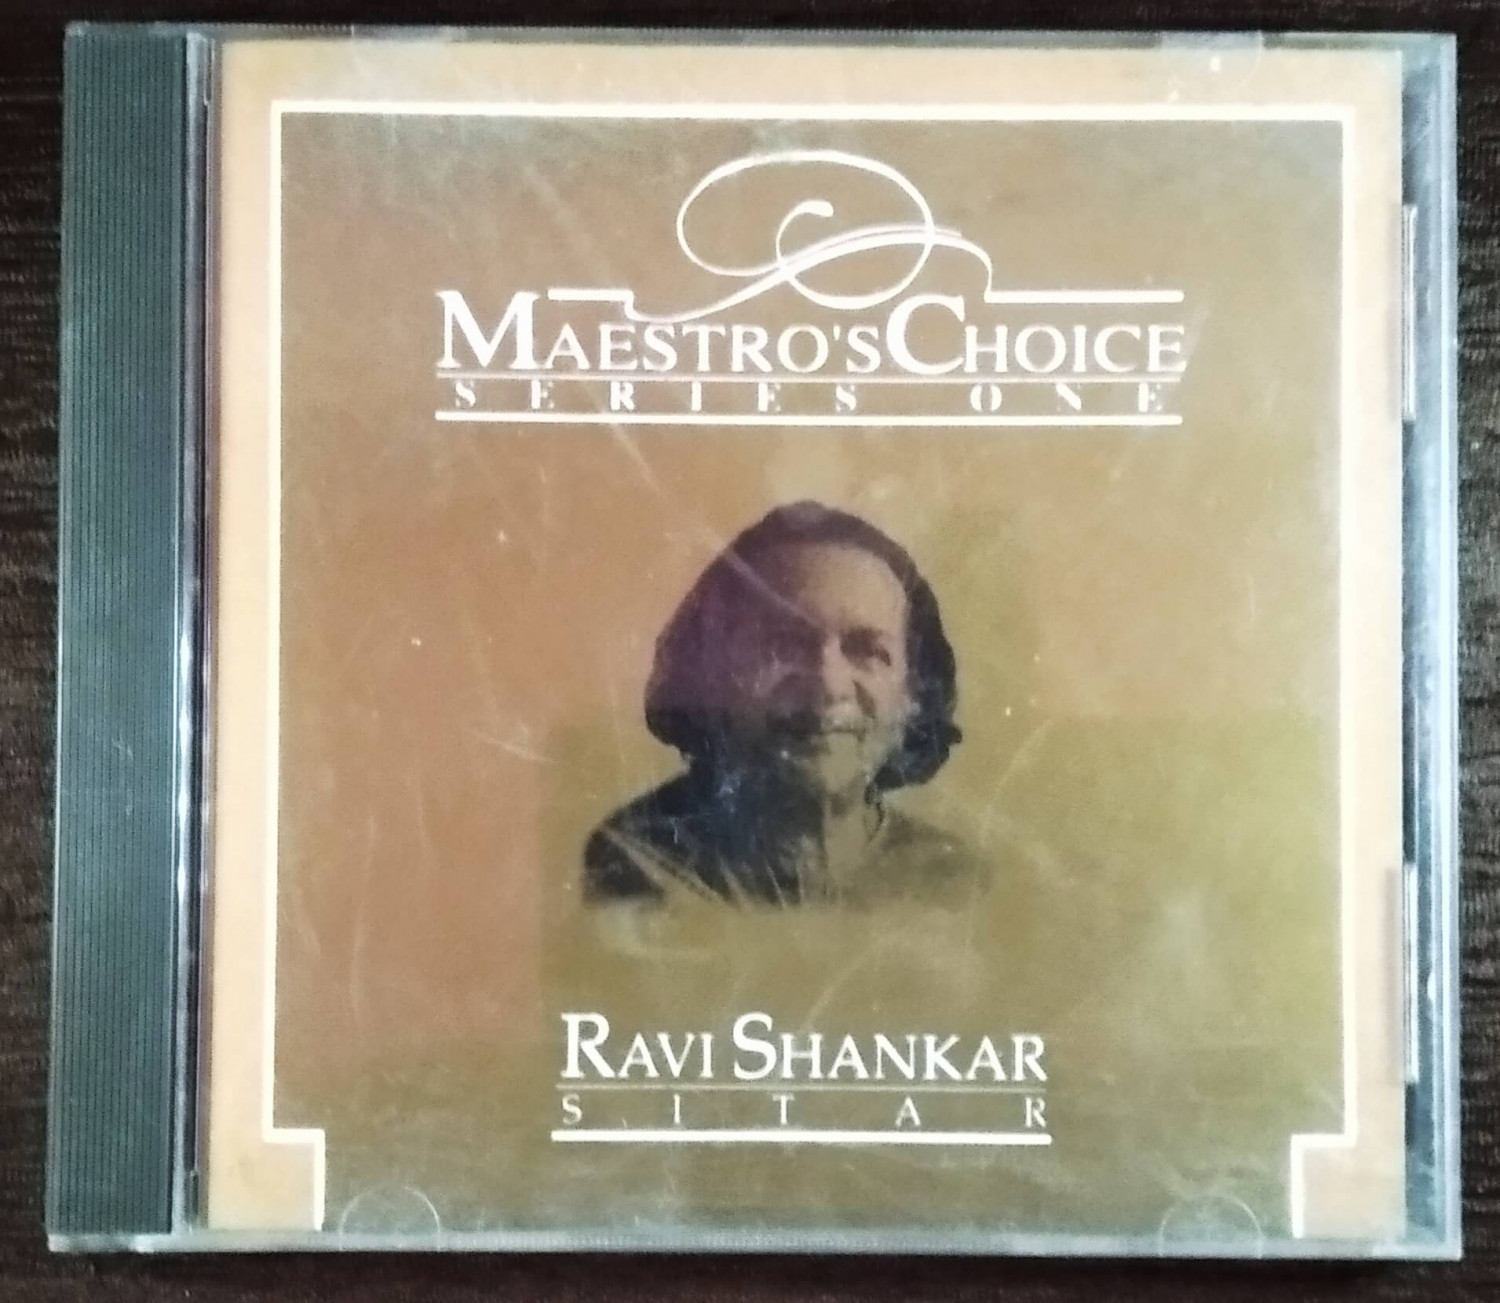 MAESTRO'S CHOICE
SERIES ONE
RAVI SHANKAR
SITAR